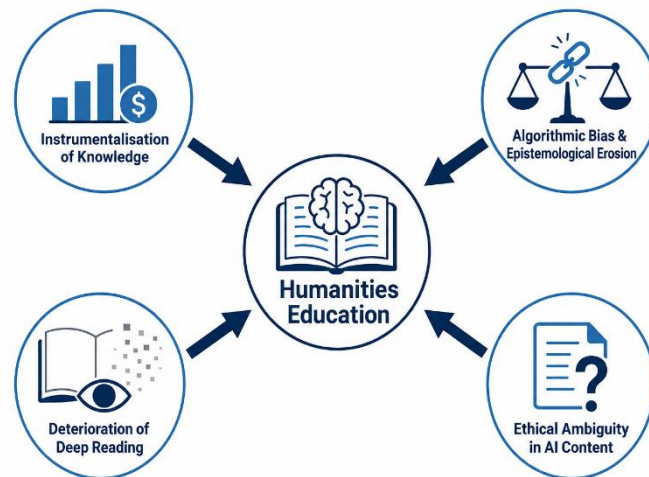 $
Instrumentalisation
of Knowledge
Algorithmic Bias &
Epistemological Erosion
Humanities
Education
Deterioration of
Deep Reading
?
Ethical Ambiguity
in AI Content